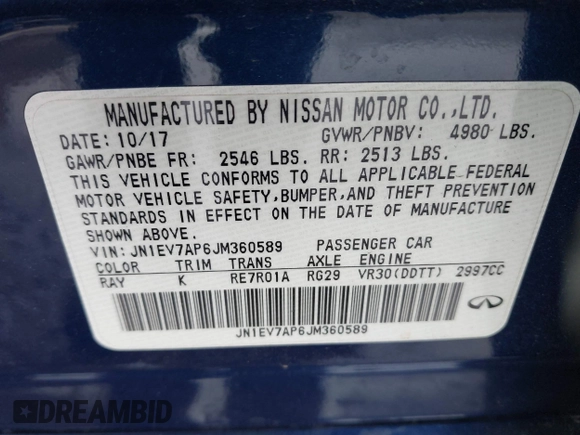 MANUFACTURED BY NISSAN MOTOR CO.,LTD.
DATE: 10/17 GVWR/PNBV: 4980 LBS.
GAWR/PNBE FR: 2546 LBS. RR: 2513 LBS.
THIS VEHICLE CONFORMS TO ALL APPLICABLE FEDERAL
MOTOR VEHICLE SAFETY,BUMPER,AND THEFT PREVENTION
STANDARDS IN EFFECT ON THE DATE OF MANUFACTURE
SHOWN ABOVE.
VIN: JN1EV7AP6JM360589 PASSENGER CAR
COLOR TRIM TRANS AXLE ENGINE
RAY K RE7R01A RG29 VR30(DDTT) 2997CC
JN1EV7AP6JM360589
DREAMBID